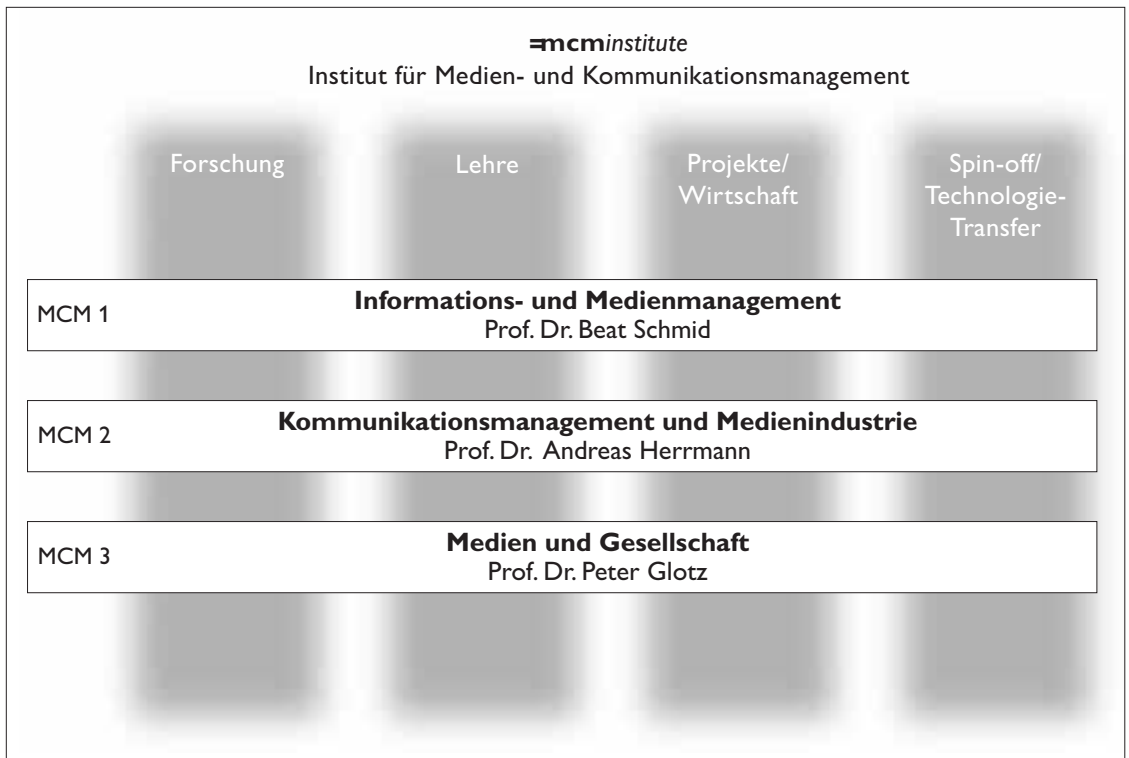 =mcminstitute
Institut für Medien- und Kommunikationsmanagement
Forschung
Lehre
Projekte/
Wirtschaft
Spin-off/
Technologie-
Transfer
MCM 1
Informations- und Medienmanagement
Prof. Dr. Beat Schmid
MCM 2
Kommunikationsmanagement und Medienindustrie
Prof. Dr. Andreas Herrmann
MCM 3
Medien und Gesellschaft
Prof. Dr. Peter Glotz